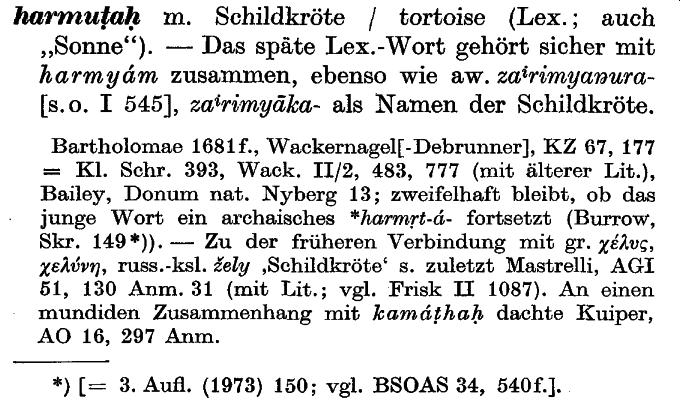 harmuṭaḥ m. Schildkröte / tortoise (Lex.; auch
„Sonne“). — Das späte Lex.-Wort gehört sicher mit
harmyám zusammen, ebenso wie aw. zaⁱrimyaŋura-
[s. o. I 545], zaⁱrimyāka- als Namen der Schildkröte.
Bartholomae 1681f., Wackernagel[-Debrunner], KZ 67, 177
= Kl. Schr. 393, Wack. II/2, 483, 777 (mit älterer Lit.),
Bailey, Donum nat. Nyberg 13; zweifelhaft bleibt, ob das
junge Wort ein archaisches *harmṛt-á- fortsetzt (Burrow,
Skr. 149*)). — Zu der früheren Verbindung mit gr. χέλυς,
χελύνη, russ.-ksl. žely ‚Schildkröte‘ s. zuletzt Mastrelli, AGI
51, 130 Anm. 31 (mit Lit.; vgl. Frisk II 1087). An einen
mundiden Zusammenhang mit kamáṭhaḥ dachte Kuiper,
AO 16, 297 Anm.
*) [= 3. Aufl. (1973) 150; vgl. BSOAS 34, 540f.].